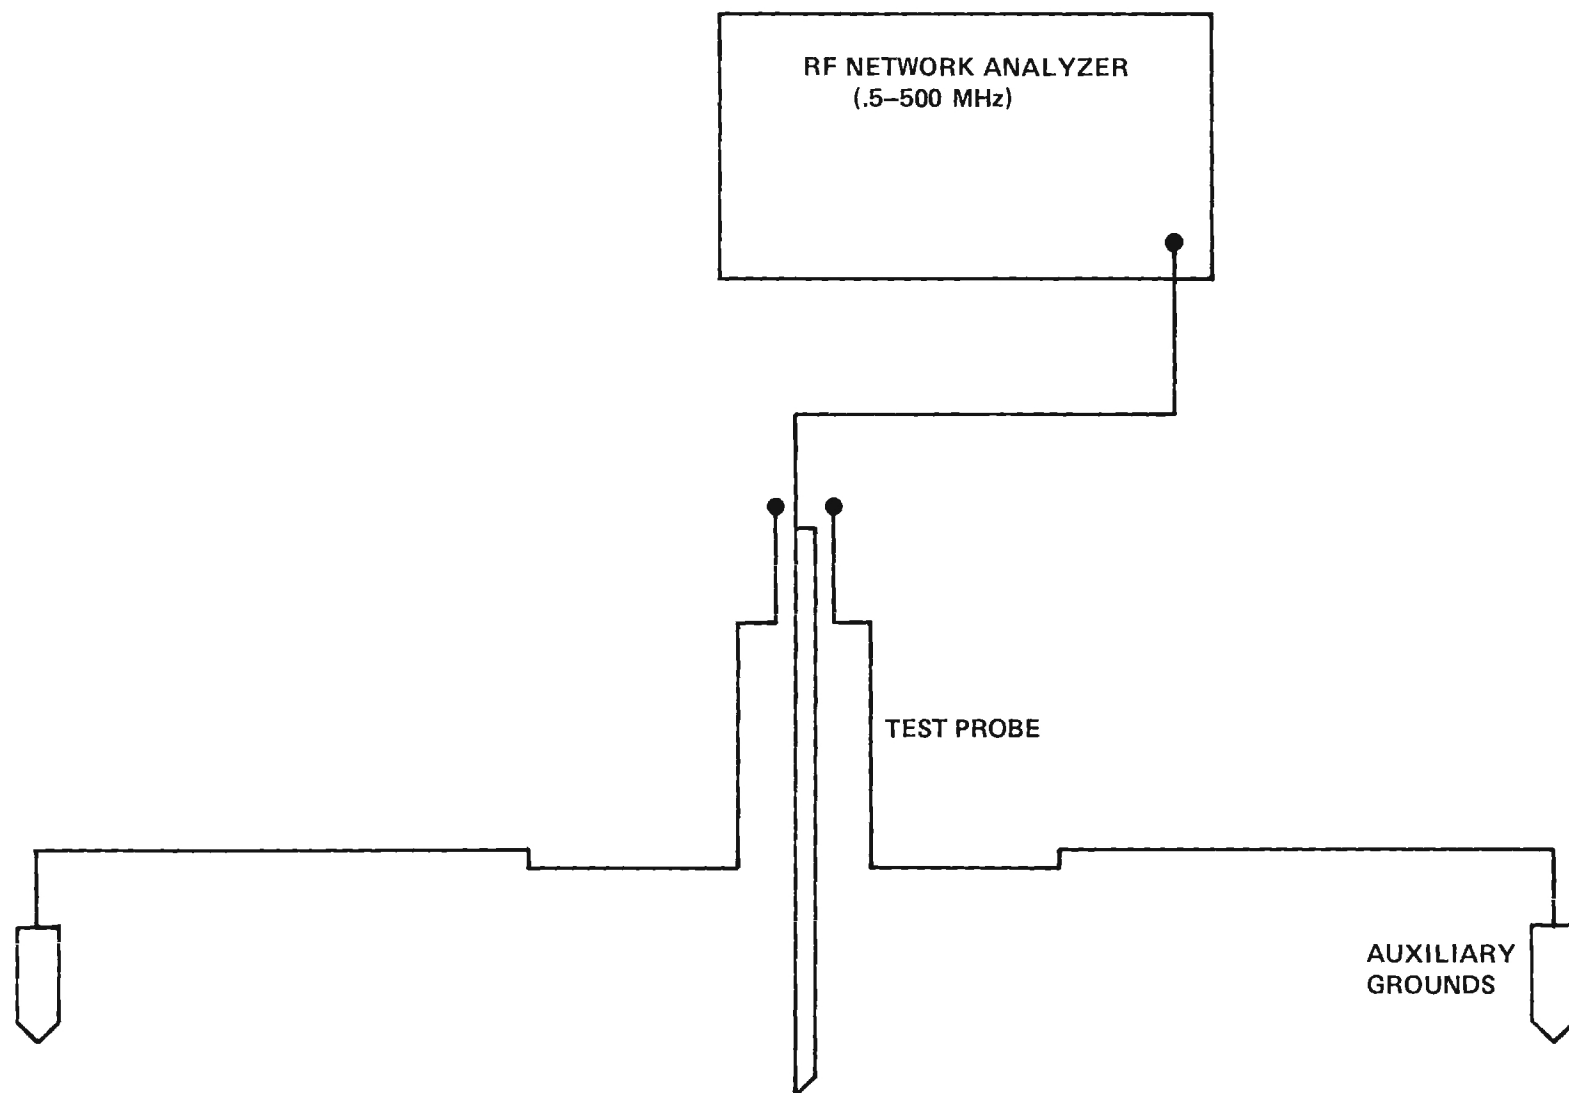 RF NETWORK ANALYZER
(.5–500 MHz)
TEST PROBE
AUXILIARY
GROUNDS